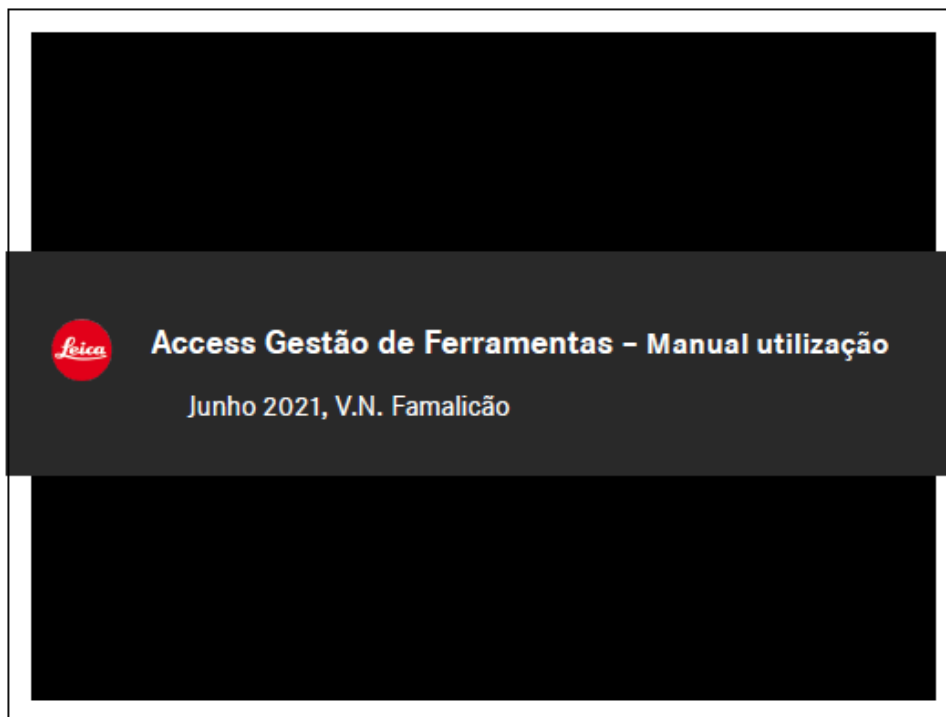 Leica
Access Gestão de Ferramentas – Manual utilização
Junho 2021, V.N. Famalicão